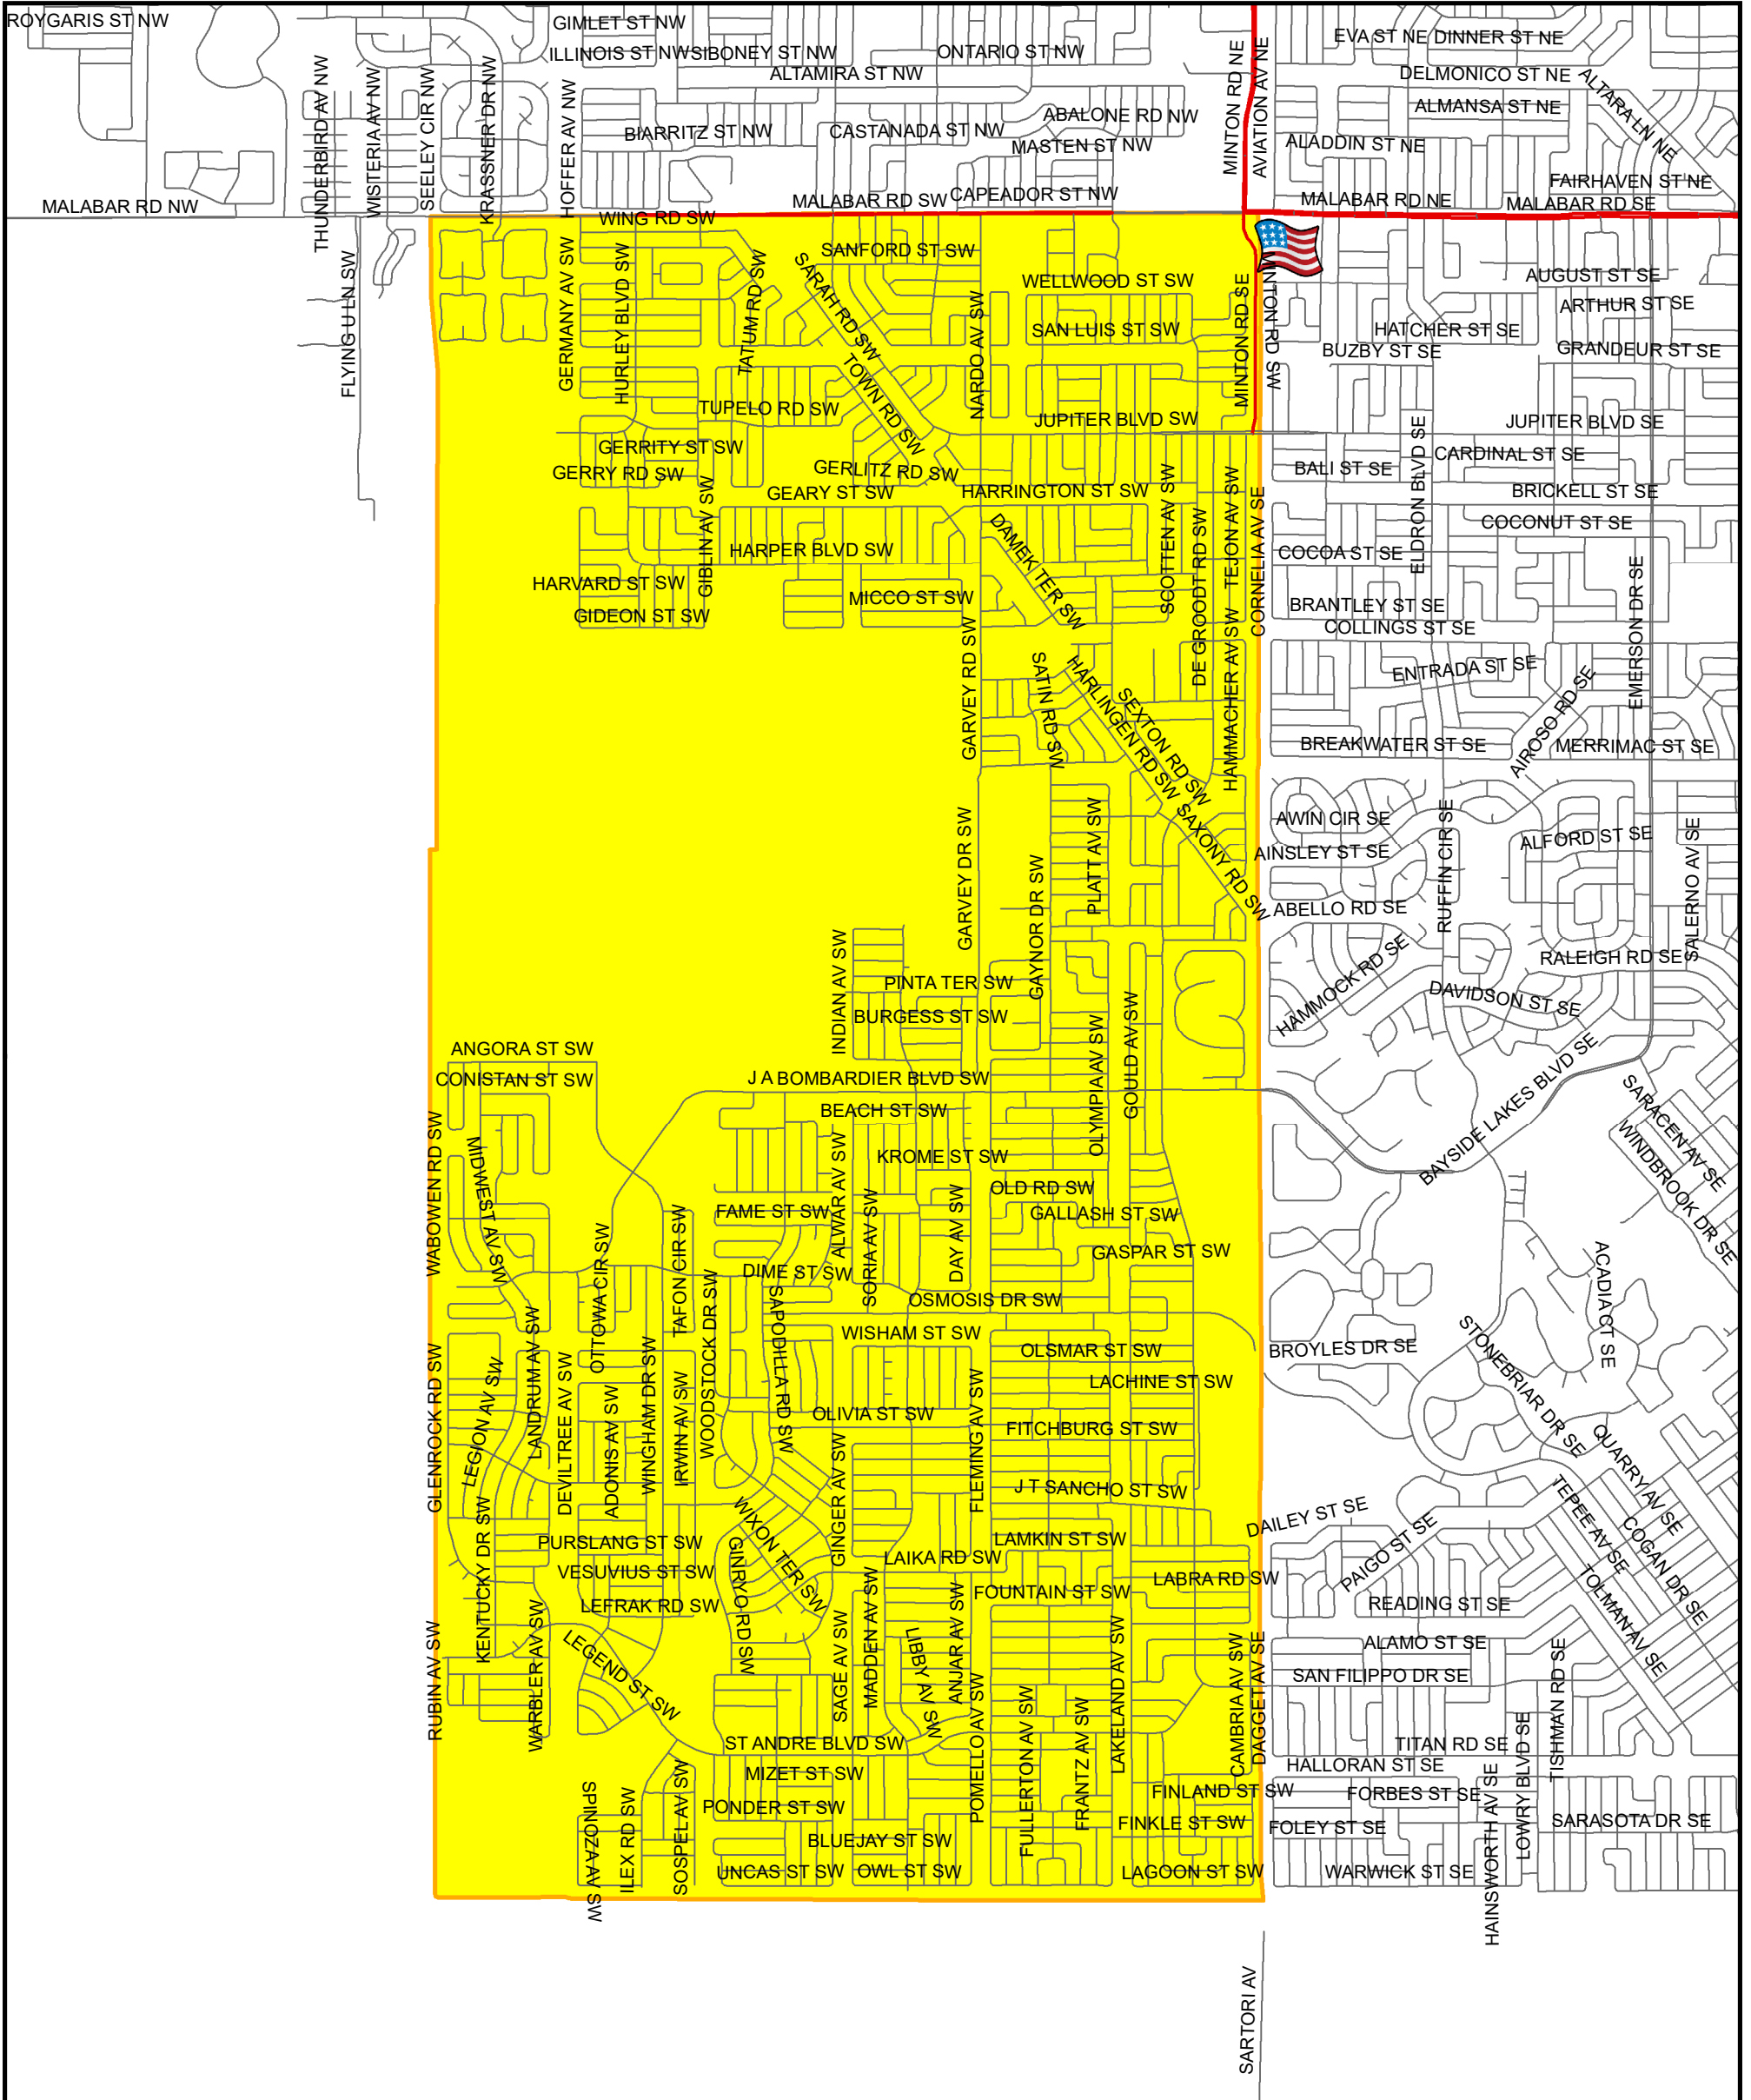 ROYGARIS ST NW
GIMLET ST NW
ILLINOIS ST NW
SIBONEY ST NW
ONTARIO ST NW
ALTAMIRA ST NW
EVA ST NE
DINNER ST NE
DELMONICO ST NE
ALTARA LN NE
ALMANSA ST NE
THUNDERBIRD AV NW
WISTERIA AV NW
SEELEY CIR NW
KRASSNER DR NW
HOFFER AV NW
BIARRITZ ST NW
CASTANADA ST NW
ABALONE RD NW
MASTEN ST NW
MINTON RD NE
AVIATION AV NE
ALADDIN ST NE
FAIRHAVEN ST NE
MALABAR RD NW
WING RD SW
MALABAR RD SW
CAPEADOR ST NW
MALABAR RD NE
MALABAR RD SE
FLYING U LN SW
GERMANY AV SW
HURLEY BLVD SW
TATUM RD SW
SARAH RD SW
SANFORD ST SW
TOWN RD SW
NARDO AV SW
WELLWOOD ST SW
SAN LUIS ST SW
MINTON RD SE
MINTON RD SW
AUGUST ST SE
ARTHUR ST SE
HATCHER ST SE
BUZBY ST SE
GRANDEUR ST SE
TUPELO RD SW
JUPITER BLVD SW
JUPITER BLVD SE
GERRITY ST SW
GERRY RD SW
GERLITZ RD SW
GEARY ST SW
HARRINGTON ST SW
BALI ST SE
ELDRON BLVD SE
CARDINAL ST SE
BRICKELL ST SE
COCONUT ST SE
GIBLIN AV SW
HARPER BLVD SW
DAMEK TER SW
SCOTTEN AV SW
DE GROODT RD SW
TEJON AV SW
CORNELIA AV SE
COCOA ST SE
HARVARD ST SW
GIDEON ST SW
MICCO ST SW
BRANTLEY ST SE
COLLINGS ST SE
EMERSON DR SE
GARVEY RD SW
SATIN RD SW
HARLINGEN RD SW
SEXTON RD SW
HAMMACHER AV SW
ENTRADA ST SE
AIROSO RD SE
BREAKWATER ST SE
MERRIMAC ST SE
GARVEY DR SW
GAYNOR DR SW
PLATT AV SW
SAXONY RD SW
AWIN CIR SE
AINSLEY ST SE
RUFFIN CIR SE
ALFORD ST SE
SALERNO AV SE
ABELLO RD SE
HAMMOCK RD SE
RALEIGH RD SE
DAVIDSON ST SE
INDIAN AV SW
PINTA TER SW
BURGESS ST SW
OLYMPIA AV SW
GOULD AV SW
ANGORA ST SW
CONISTAN ST SW
J A BOMBARDIER BLVD SW
BAYSIDE LAKES BLVD SE
SARACEN AV SE
WINDBROOK DR SE
BEACH ST SW
WABOWEN RD SW
MIDWEST AV SW
ALWAR AV SW
KROME ST SW
OLD RD SW
GALLASH ST SW
GASPAR ST SW
FAME ST SW
SORIA AV SW
DAY AV SW
OTTOWA CIR SW
TAFON CIR SW
DIME ST SW
WOODSTOCK DR SW
SAPODILLA RD SW
OSMOSIS DR SW
ACADIA CT SE
WISHAM ST SW
OLSMAR ST SW
BROYLES DR SE
STONEBRIAR DR SE
GLENROCK RD SW
LEGION AV SW
LANDRUM AV SW
DEVILTREE AV SW
ADONIS AV SW
WINGHAM DR SW
IRWIN AV SW
LACHINE ST SW
OLIVIA ST SW
FLEMING AV SW
FITCHBURG ST SW
QUARRY AV SE
J T SANCHO ST SW
GINGER AV SW
WIXON TER SW
DAILEY ST SE
TEPEE AV SE
COGAN DR SE
KENTUCKY DR SW
PURSLANG ST SW
GINRYO RD SW
LAMKIN ST SW
LAIKA RD SW
VESUVIUS ST SW
PAIGO ST SE
LABRA RD SW
FOUNTAIN ST SW
TOLMAN AV SE
LEFRAK RD SW
READING ST SE
RUBIN AV SW
WARBLER AV SW
LEGEND ST SW
SAGE AV SW
MADDEN AV SW
LIBBY AV SW
ANJAR AV SW
LAKELAND AV SW
CAMBRIA AV SW
DAGGET AV SE
ALAMO ST SE
SAN FILIPPO DR SE
TISHMAN RD SE
ST ANDRE BLVD SW
POMELLO AV SW
FULLERTON AV SW
FRANTZ AV SW
TITAN RD SE
HALLORAN ST SE
MIZET ST SW
FINLAND ST SW
FORBES ST SE
HAINSWORTH AV SE
LOWRY BLVD SE
SPINOZA AV SW
ILEX RD SW
SOSPEL AV SW
PONDER ST SW
FINKLE ST SW
FOLEY ST SE
SARASOTA DR SE
BLUEJAY ST SW
UNCAS ST SW
OWL ST SW
LAGOON ST SW
WARWICK ST SE
SARTORI AV